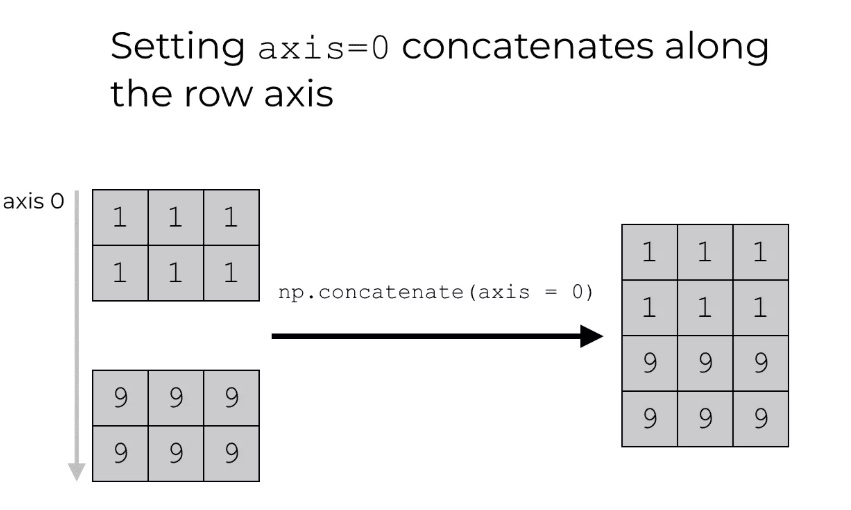 Setting axis=0 concatenates along
the row axis
axis 0
1 1 1
1 1 1
np.concatenate(axis = 0)
9 9 9
9 9 9
1 1 1
1 1 1
9 9 9
9 9 9